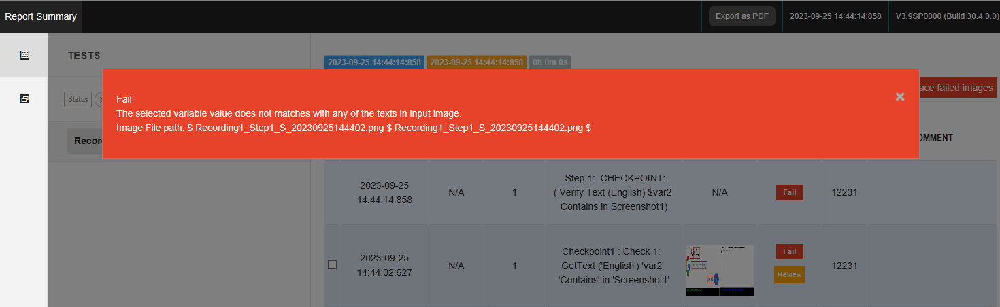 Report Summary
Export as PDF
2023-09-25 14:44:14:858
V3.9SP0000 (Build 30.4.0.0)
TESTS
2023-09-25 14:44:14:858
2023-09-25 14:44:14:858
0h 0m 0s
Status
ace failed images
Fail
The selected variable value does not matches with any of the texts in input image.
Image File path: $ Recording1_Step1_S_20230925144402.png $ Recording1_Step1_S_20230925144402.png $
Recor
OMMENT
2023-09-25
14:44:14:858
N/A
1
Step 1: CHECKPOINT:
( Verify Text (English) $var2
Contains in Screenshot1)
N/A
Fail
12231
2023-09-25
14:44:02:627
N/A
1
Checkpoint1 : Check 1:
GetText ('English') 'var2'
'Contains' in 'Screenshot1'
Fail
Review
12231